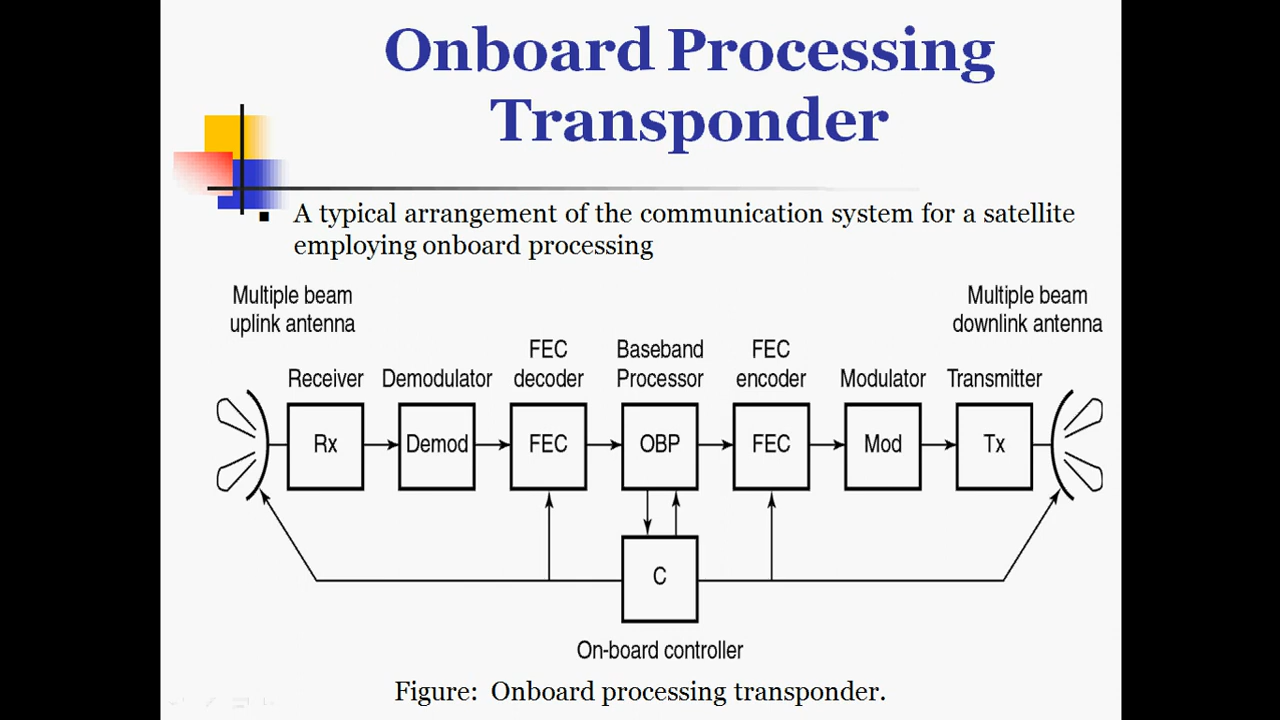 Onboard Processing
Transponder
A typical arrangement of the communication system for a satellite
employing onboard processing
Multiple beam
uplink antenna
Multiple beam
downlink antenna
Receiver
Demodulator
FEC
decoder
Baseband
Processor
FEC
encoder
Modulator
Transmitter
Rx
Demod
FEC
OBP
FEC
Mod
Tx
C
On-board controller
Figure: Onboard processing transponder.